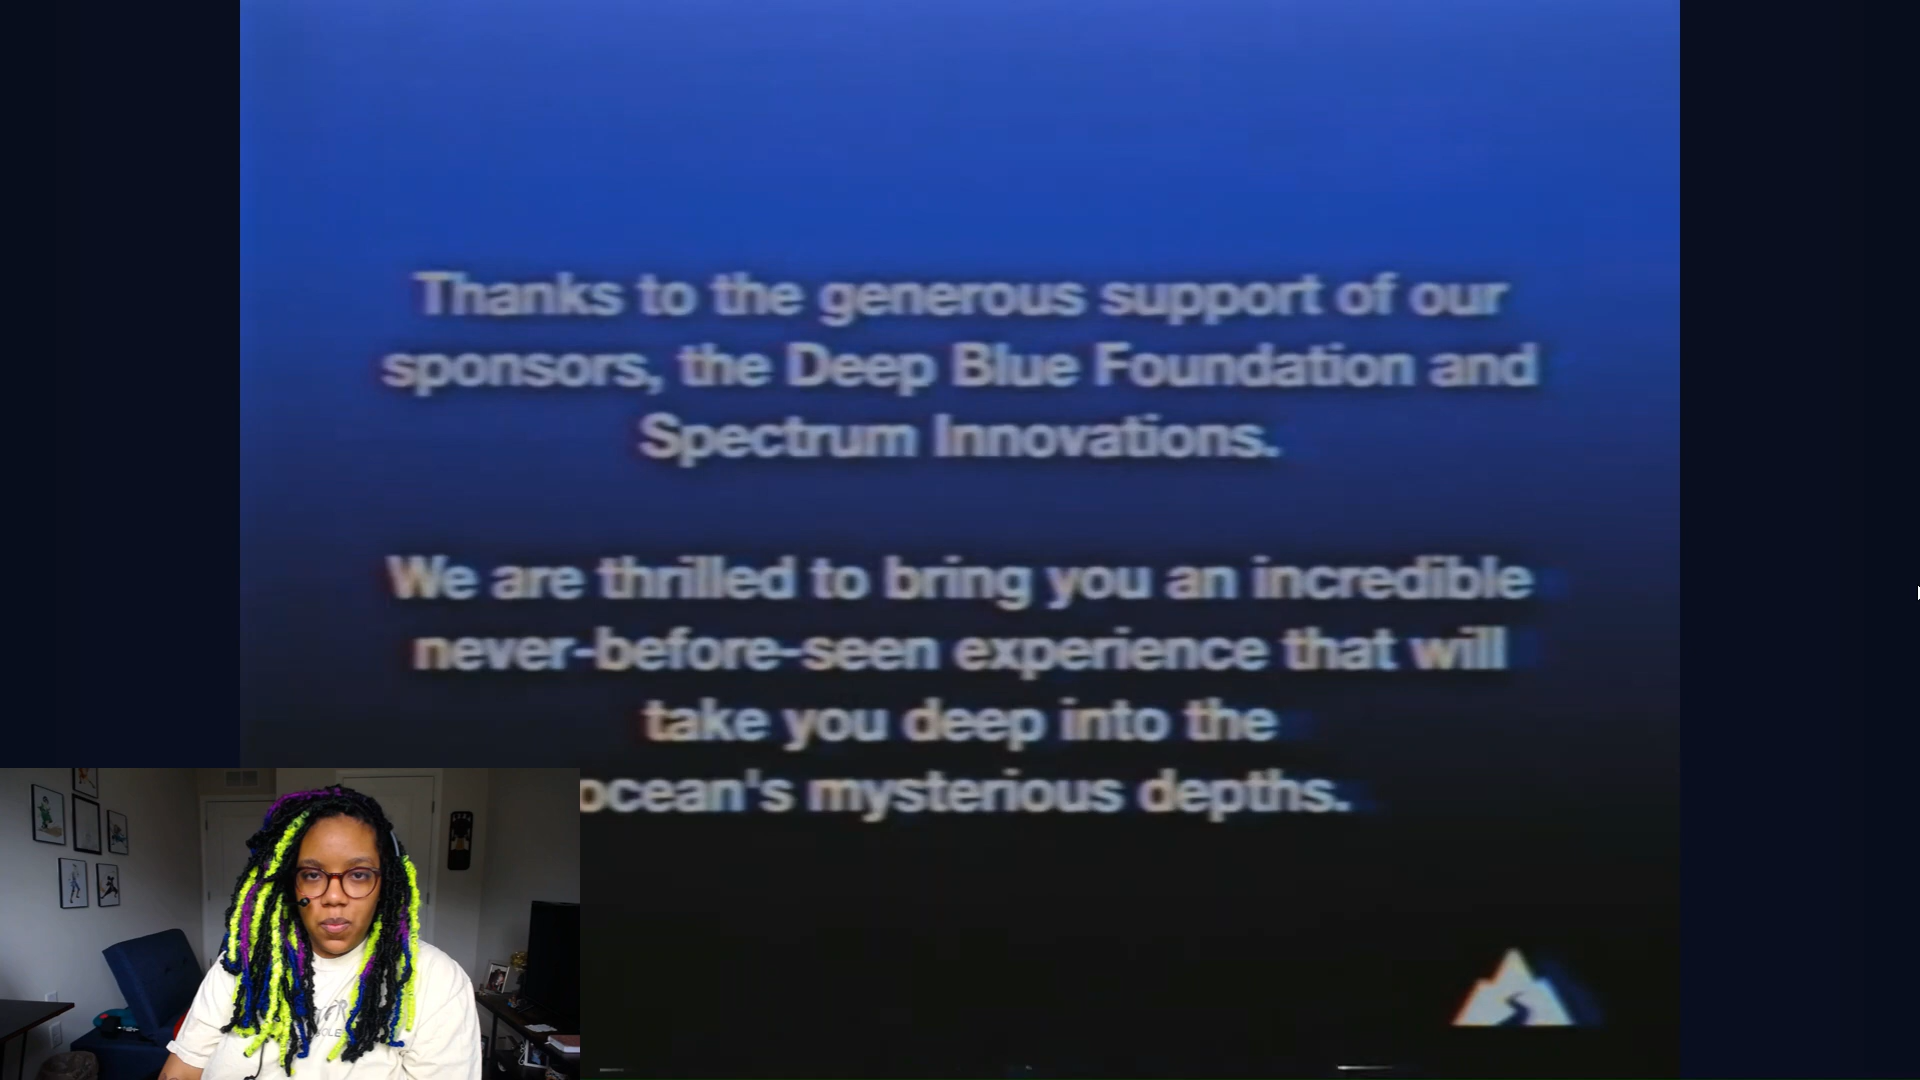 Thanks to the generous support of our
sponsors, the Deep Blue Foundation and
Spectrum Innovations.
We are thrilled to bring you an incredible
never-before-seen experience that will
take you deep into the
ocean's mysterious depths.